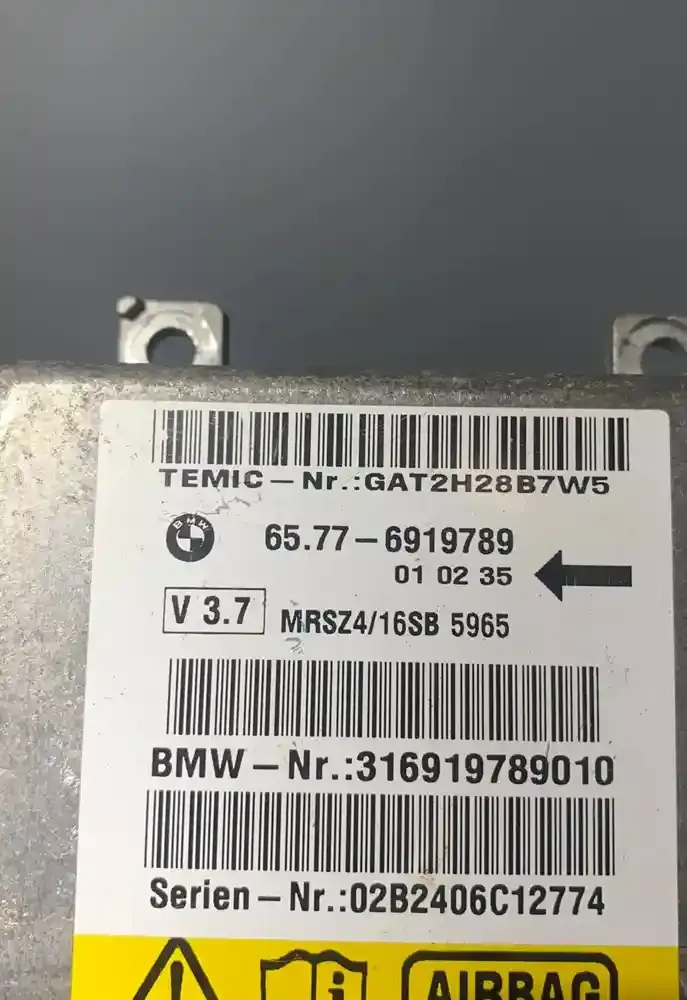 TEMIC-Nr.:GAT2H28B7W5
BMW
65.77-6919789
01 02 35
V 3.7
MRSZ4/16SB 5965
BMW-Nr.:316919789010
Serien-Nr.:02B2406C12774
AIRBAG